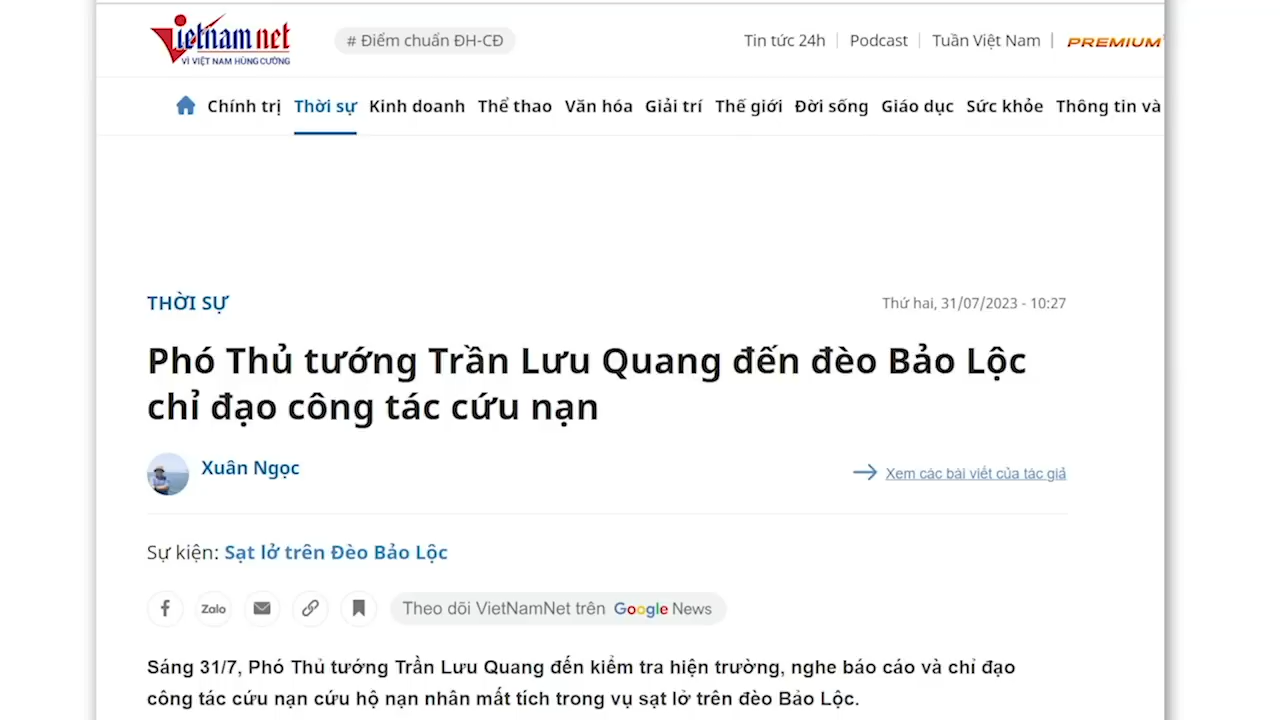 Vietnamnet
VÌ VIỆT NAM HÙNG CƯỜNG
# Điểm chuẩn ĐH-CĐ
Tin tức 24h
Podcast
Tuần Việt Nam
PREMIUM
Chính trị Thời sự Kinh doanh Thể thao Văn hóa Giải trí Thế giới Đời sống Giáo dục Sức khỏe Thông tin và
THỜI SỰ
Thứ hai, 31/07/2023 - 10:27
Phó Thủ tướng Trần Lưu Quang đến đèo Bảo Lộc
chỉ đạo công tác cứu nạn
Xuân Ngọc
Xem các bài viết của tác giả
Sự kiện: Sạt lở trên Đèo Bảo Lộc
Zalo
Theo dõi VietNamNet trên Google News
Sáng 31/7, Phó Thủ tướng Trần Lưu Quang đến kiểm tra hiện trường, nghe báo cáo và chỉ đạo
công tác cứu nạn cứu hộ nạn nhân mất tích trong vụ sạt lở trên đèo Bảo Lộc.